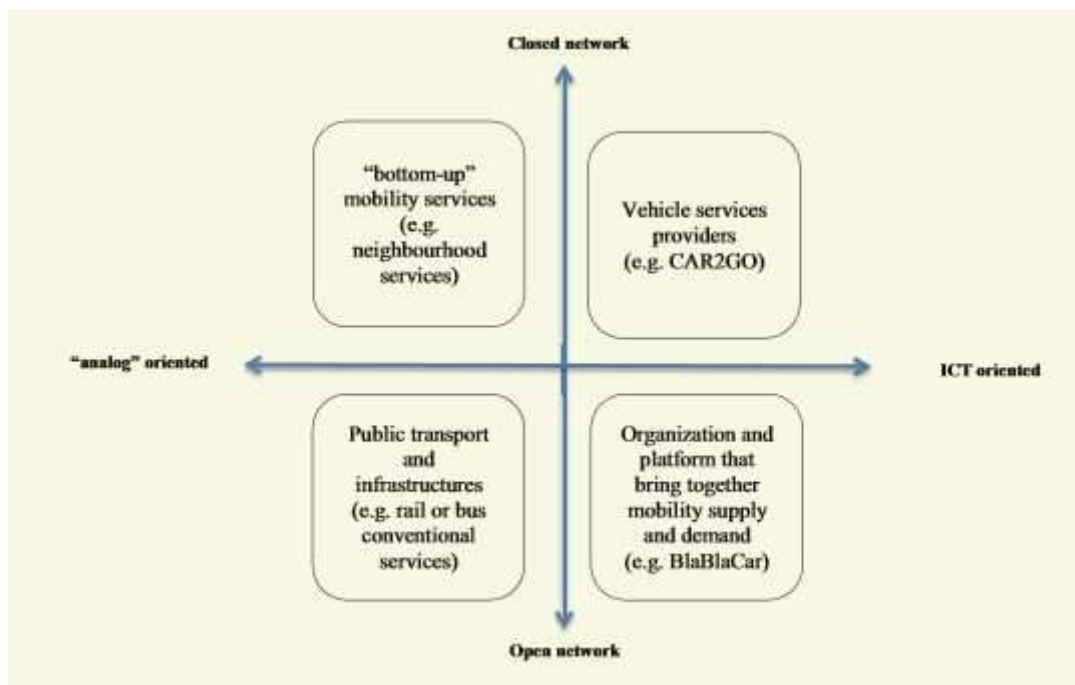 Closed network
“bottom-up”
mobility services
(e.g.
neighbourhood
services)
Vehicle services
providers
(e.g. CAR2GO)
“analog” oriented
ICT oriented
Public transport
and
infrastructures
(e.g. rail or bus
conventional
services)
Organization and
platform that
bring together
mobility supply
and demand
(e.g. BlaBlaCar)
Open network